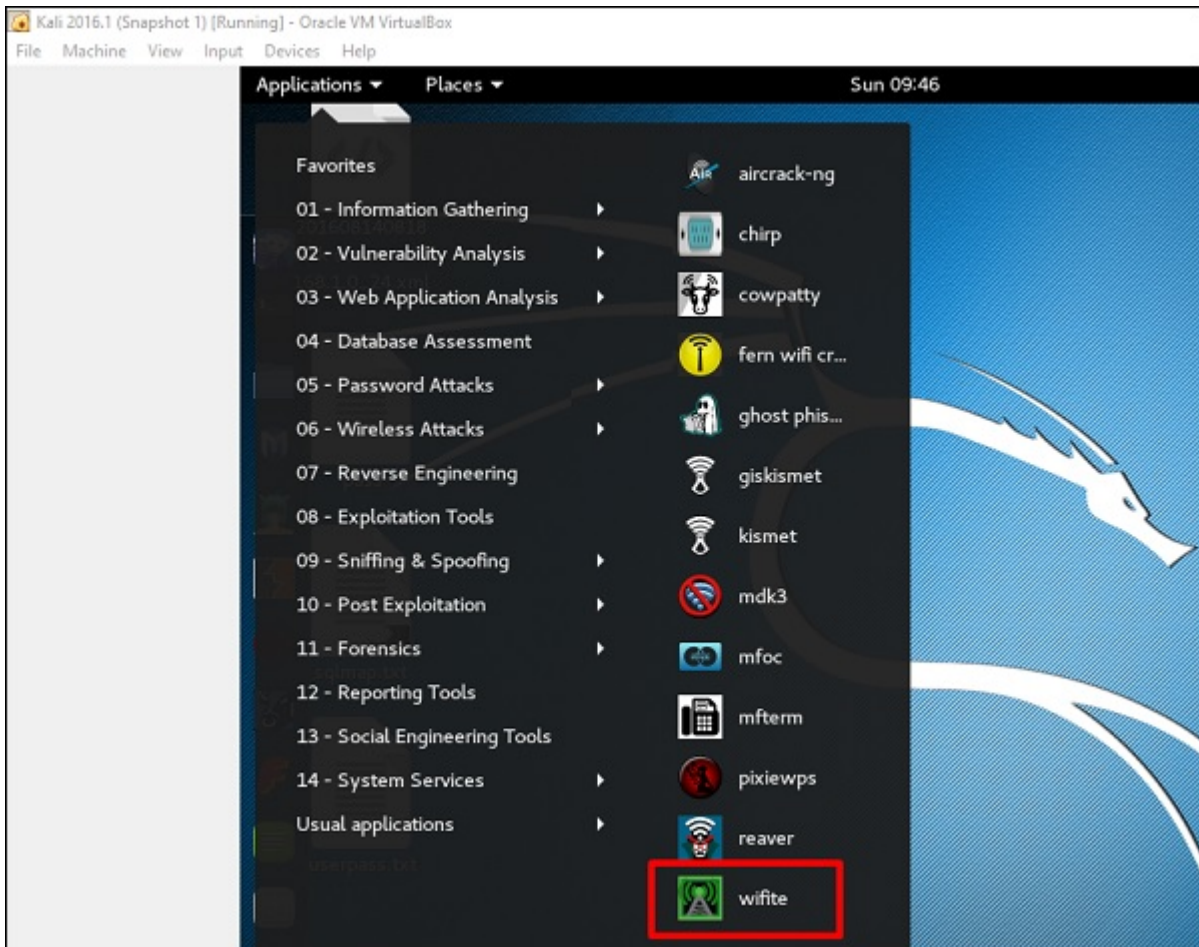 Kali 2016.1 (Snapshot 1) [Running] - Oracle VM VirtualBox
File Machine View Input Devices Help
Applications Places Sun 09:46
Favorites
01 - Information Gathering
02 - Vulnerability Analysis
03 - Web Application Analysis
04 - Database Assessment
05 - Password Attacks
06 - Wireless Attacks
07 - Reverse Engineering
08 - Exploitation Tools
09 - Sniffing & Spoofing
10 - Post Exploitation
11 - Forensics
sqlmap.txt
12 - Reporting Tools
13 - Social Engineering Tools
14 - System Services
Usual applications
userpass.txt
aircrack-ng
chirp
cowpatty
fern wifi cr...
ghost phis...
giskismet
kismet
mdk3
mfoc
mfterm
pixiewps
reaver
wifite